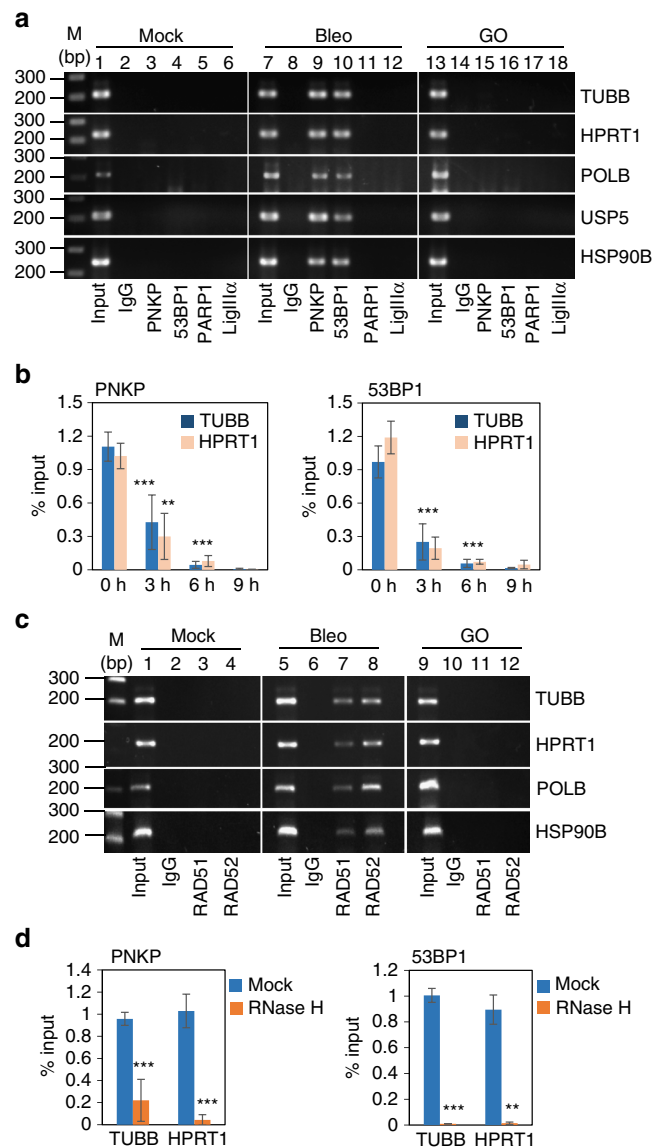 a
M
(bp)
Mock
Bleo
GO
1 2 3 4 5 6 7 8 9 10 11 12 13 14 15 16 17 18
300
200
TUBB
300
200
HPRT1
300
200
POLB
300
200
USP5
300
200
HSP90B
Input IgG PNKP 53BP1 PARP1 LigIIIα Input IgG PNKP 53BP1 PARP1 LigIIIα Input IgG PNKP 53BP1 PARP1 LigIIIα
b
PNKP
% input
1.5
1.2
0.9
0.6
0.3
0
TUBB
HPRT1
*** ** ***
0 h 3 h 6 h 9 h
53BP1
% input
1.5
1.2
0.9
0.6
0.3
0
TUBB
HPRT1
*** ***
0 h 3 h 6 h 9 h
c
M
(bp)
Mock
Bleo
GO
1 2 3 4 5 6 7 8 9 10 11 12
300
200
TUBB
200
HPRT1
300
200
POLB
300
200
HSP90B
Input IgG RAD51 RAD52 Input IgG RAD51 RAD52 Input IgG RAD51 RAD52
d
PNKP
% input
1.4
1.2
1
0.8
0.6
0.4
0.2
0
Mock
RNase H
*** ***
TUBB HPRT1
53BP1
% input
1.2
1
0.8
0.6
0.4
0.2
0
Mock
RNase H
*** **
TUBB HPRT1